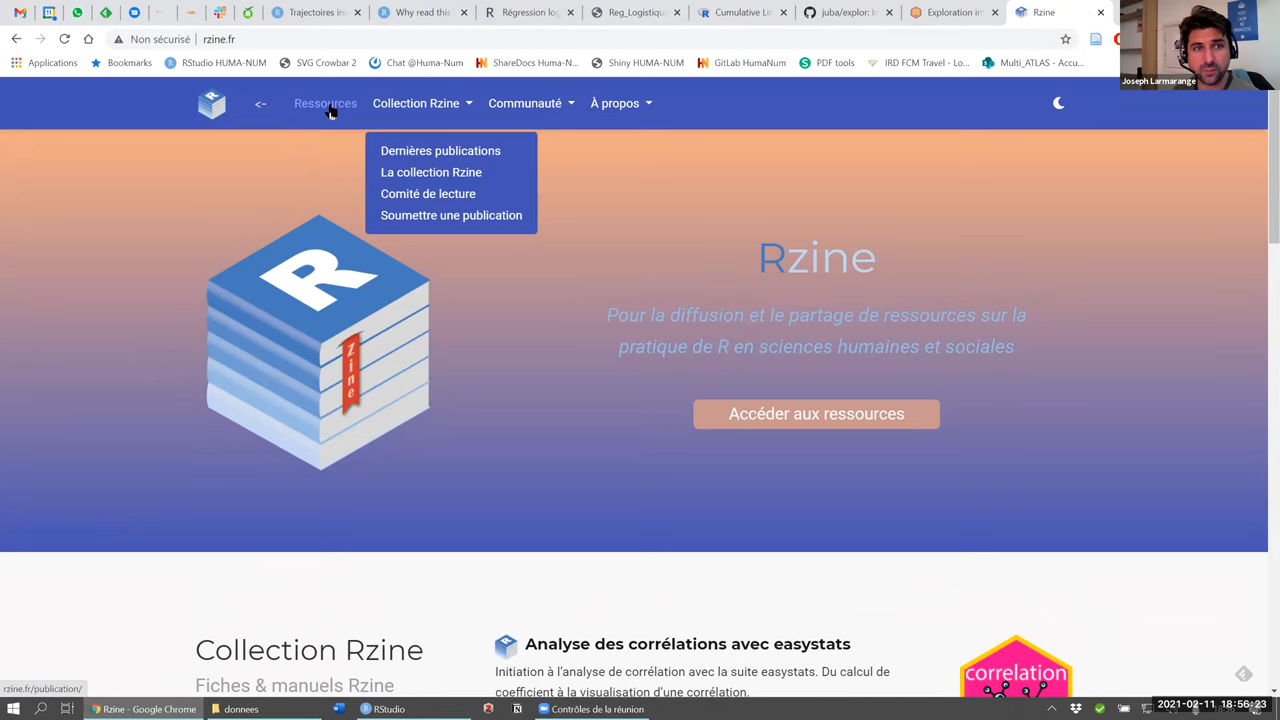 Trajectoires in
Why read this
Régression log
Reg_Logistique
Cumulative Lin
juba/explor: In
Exploration int
Rzine
Non sécurisé | rzine.fr
Applications
Bookmarks
RStudio HUMA-NUM
SVG Crowbar 2
Chat @Huma-Num
ShareDocs Huma-N...
Shiny HUMA-NUM
GitLab HumaNum
PDF tools
IRD FCM Travel - Lo...
Multi_ATLAS - Accu...
Joseph Larmarange
<-
Ressources
Collection Rzine
Communauté
À propos
Dernières publications
La collection Rzine
Comité de lecture
Soumettre une publication
R
Zine
Rzine
Pour la diffusion et le partage de ressources sur la
pratique de R en sciences humaines et sociales
Accéder aux ressources
Collection Rzine
Fiches & manuels Rzine
Analyse des corrélations avec easystats
Initiation à l'analyse de corrélation avec la suite easystats. Du calcul de
coefficient à la visualisation d'une corrélation.
correlation
rzine.fr/publication/
Rzine - Google Chrome
donnees
RStudio
Contrôles de la réunion
2021-02-11 18:56:23